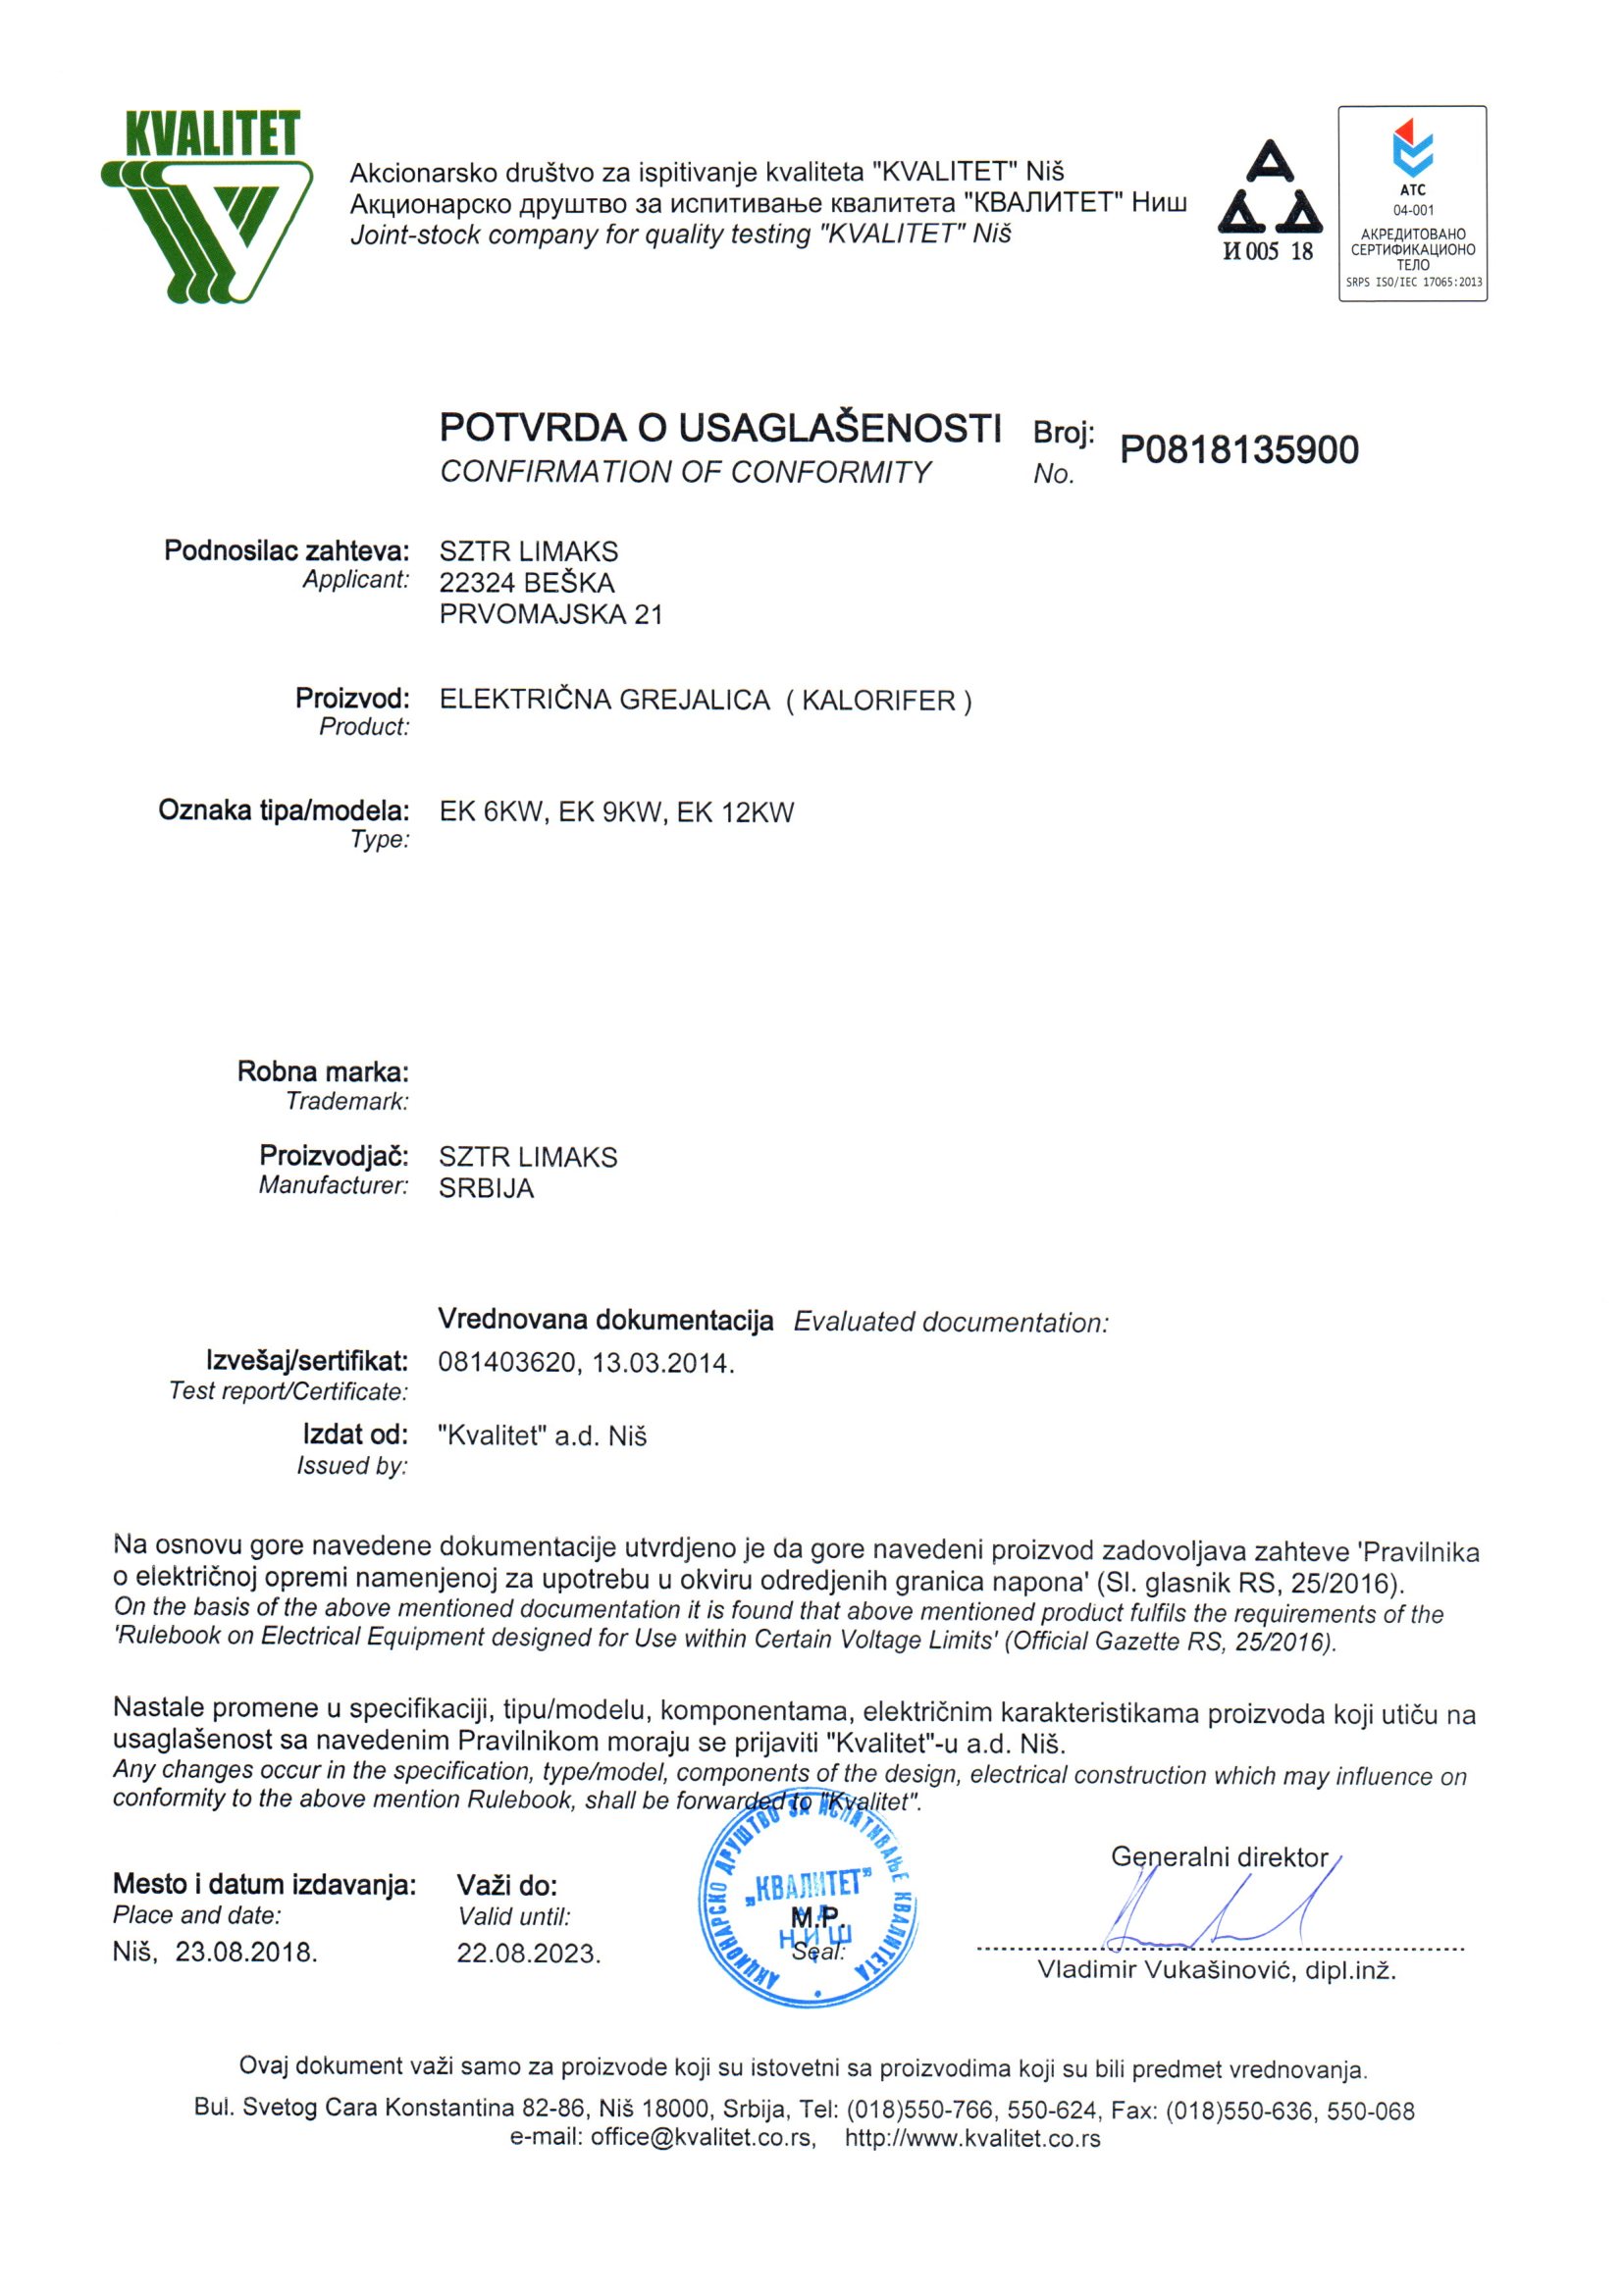 KVALITET
Akcionarsko društvo za ispitivanje kvaliteta "KVALITET" Niš
Акционарско друштво за испитивање квалитета "КВАЛИТЕТ" Ниш
Joint-stock company for quality testing "KVALITET" Niš
А
А А
И 005 18
АТС
04-001
АКРЕДИТОВАНО
СЕРТИФИКАЦИОНО
ТЕЛО
SRPS ISO/IEC 17065:2013
POTVRDA O USAGLAŠENOSTI Broj: P0818135900
CONFIRMATION OF CONFORMITY No.
Podnosilac zahteva: SZTR LIMAKS
Applicant: 22324 BEŠKA
PRVOMAJSKA 21
Proizvod: ELEKTRIČNA GREJALICA ( KALORIFER )
Product:
Oznaka tipa/modela: EK 6KW, EK 9KW, EK 12KW
Type:
Robna marka:
Trademark:
Proizvodjač: SZTR LIMAKS
Manufacturer: SRBIJA
Vrednovana dokumentacija Evaluated documentation:
Izvešaj/sertifikat: 081403620, 13.03.2014.
Test report/Certificate:
Izdat od: "Kvalitet" a.d. Niš
Issued by:
Na osnovu gore navedene dokumentacije utvrdjeno je da gore navedeni proizvod zadovoljava zahteve 'Pravilnika
o električnoj opremi namenjenoj za upotrebu u okviru odredjenih granica napona' (Sl. glasnik RS, 25/2016).
On the basis of the above mentioned documentation it is found that above mentioned product fulfils the requirements of the
'Rulebook on Electrical Equipment designed for Use within Certain Voltage Limits' (Official Gazette RS, 25/2016).
Nastale promene u specifikaciji, tipu/modelu, komponentama, električnim karakteristikama proizvoda koji utiču na
usaglašenost sa navedenim Pravilnikom moraju se prijaviti "Kvalitet"-u a.d. Niš.
Any changes occur in the specification, type/model, components of the design, electrical construction which may influence on
conformity to the above mention Rulebook, shall be forwarded to "Kvalitet".
Mesto i datum izdavanja: Važi do:
Place and date: Valid until:
Niš, 23.08.2018. 22.08.2023.
АКЦИОНАРСКО ДРУШТВО ЗА ИСПИТИВАЊЕ КВАЛИТЕТА
„КВАЛИТЕТ"
А Д
НИШ
M.P.
Seal:
Generalni direktor
Vladimir Vukašinović, dipl.inž.
Ovaj dokument važi samo za proizvode koji su istovetni sa proizvodima koji su bili predmet vrednovanja.
Bul. Svetog Cara Konstantina 82-86, Niš 18000, Srbija, Tel: (018)550-766, 550-624, Fax: (018)550-636, 550-068
e-mail: office@kvalitet.co.rs, http://www.kvalitet.co.rs